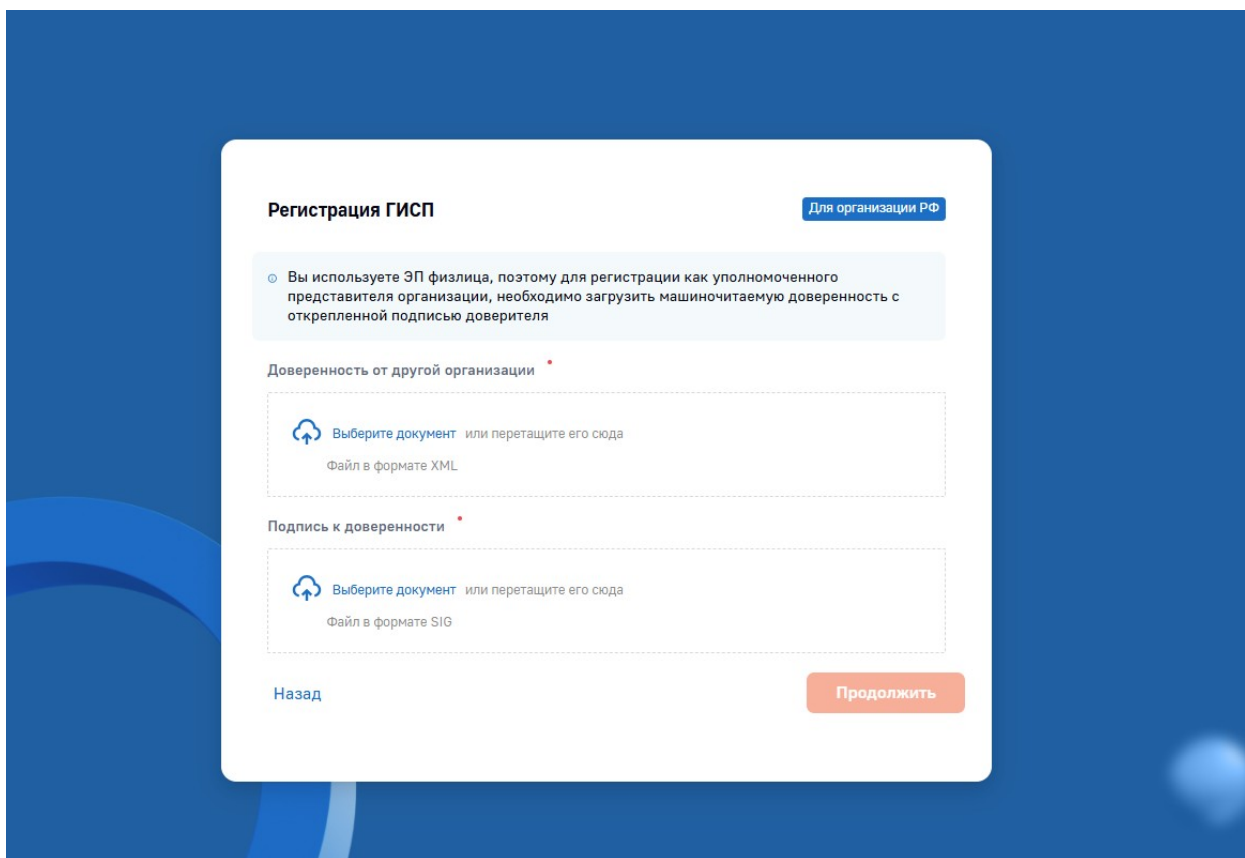 Регистрация ГИСП
Для организации РФ
Вы используете ЭП физлица, поэтому для регистрации как уполномоченного
представителя организации, необходимо загрузить машиночитаемую доверенность с
открепленной подписью доверителя
Доверенность от другой организации *
Выберите документ или перетащите его сюда
Файл в формате XML
Подпись к доверенности *
Выберите документ или перетащите его сюда
Файл в формате SIG
Назад
Продолжить